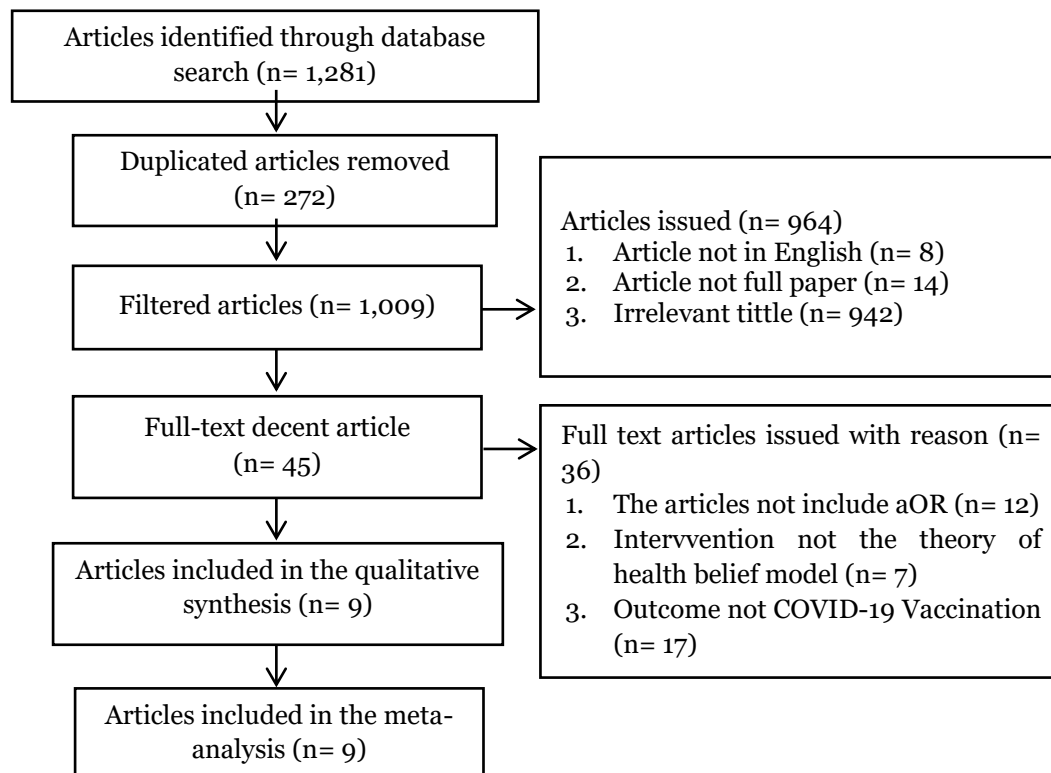 Articles identified through database
search (n= 1,281)
Duplicated articles removed
(n= 272)
Filtered articles (n= 1,009)
Articles issued (n= 964)
1. Article not in English (n= 8)
2. Article not full paper (n= 14)
3. Irrelevant tittle (n= 942)
Full-text decent article
(n= 45)
Full text articles issued with reason (n=
36)
1. The articles not include aOR (n= 12)
2. Intervvention not the theory of
health belief model (n= 7)
3. Outcome not COVID-19 Vaccination
(n= 17)
Articles included in the qualitative
synthesis (n= 9)
Articles included in the meta-
analysis (n= 9)